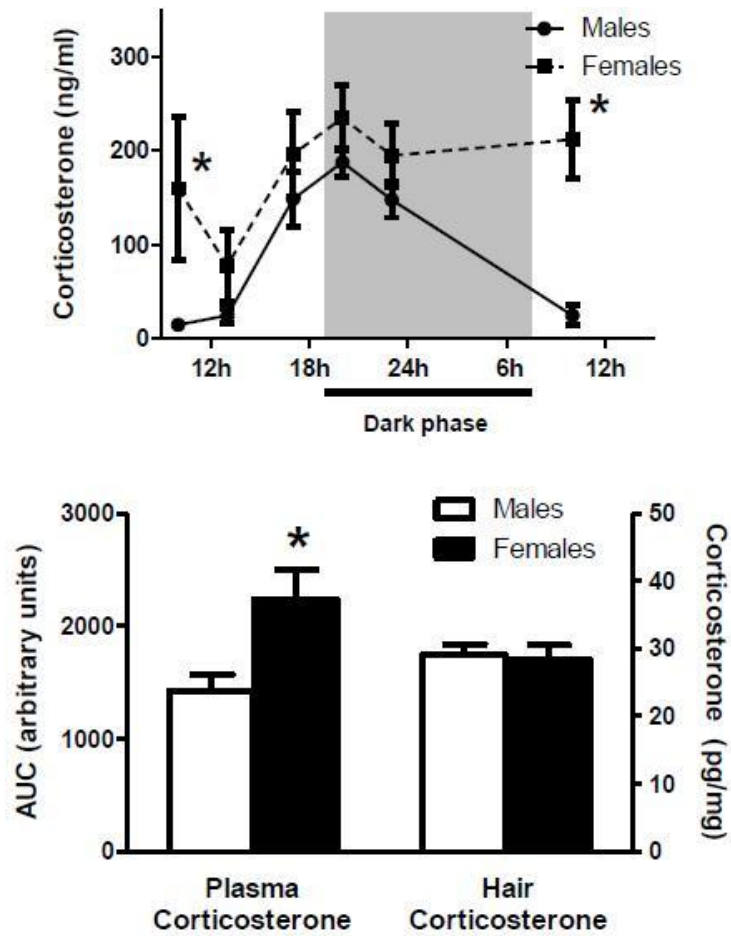 Corticosterone (ng/ml)
300
200
100
0
Males
Females
*
*
12h 18h 24h 6h 12h
Dark phase
AUC (arbitrary units)
3000
2000
1000
0
Males
Females
*
50
40
30
20
10
0
Corticosterone (pg/mg)
Plasma Hair
Corticosterone Corticosterone